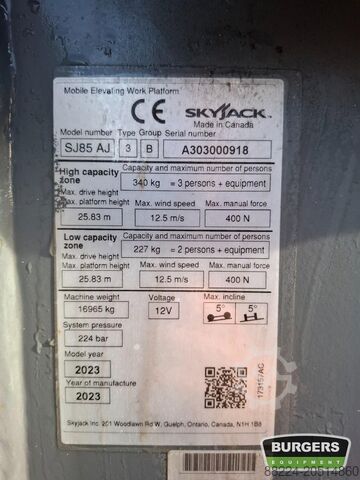 Mobile Elevating Work Platform
CE SKYJACK
Made in Canada
Model number Type Group Serial number
SJ85 AJ 3 B A303000918
High capacity zone Capacity and maximum number of persons
340 kg = 3 persons + equipment
Max. drive height
Max. platform height Max. wind speed Max. manual force
25.83 m 12.5 m/s 400 N
Low capacity zone Capacity and maximum number of persons
227 kg = 2 persons + equipment
Max. drive height
Max. platform height Max. wind speed Max. manual force
25.83 m 12.5 m/s 400 N
Machine weight Voltage Max. incline
16965 kg 12V 5° 5°
System pressure
224 bar
Model year
2023
Year of manufacture
2023
173157AC
Skyjack Inc. 201 Woodlawn Rd W, Guelph, Ontario, Canada, N1H 1B8
BURGERS
EQUIPMENT